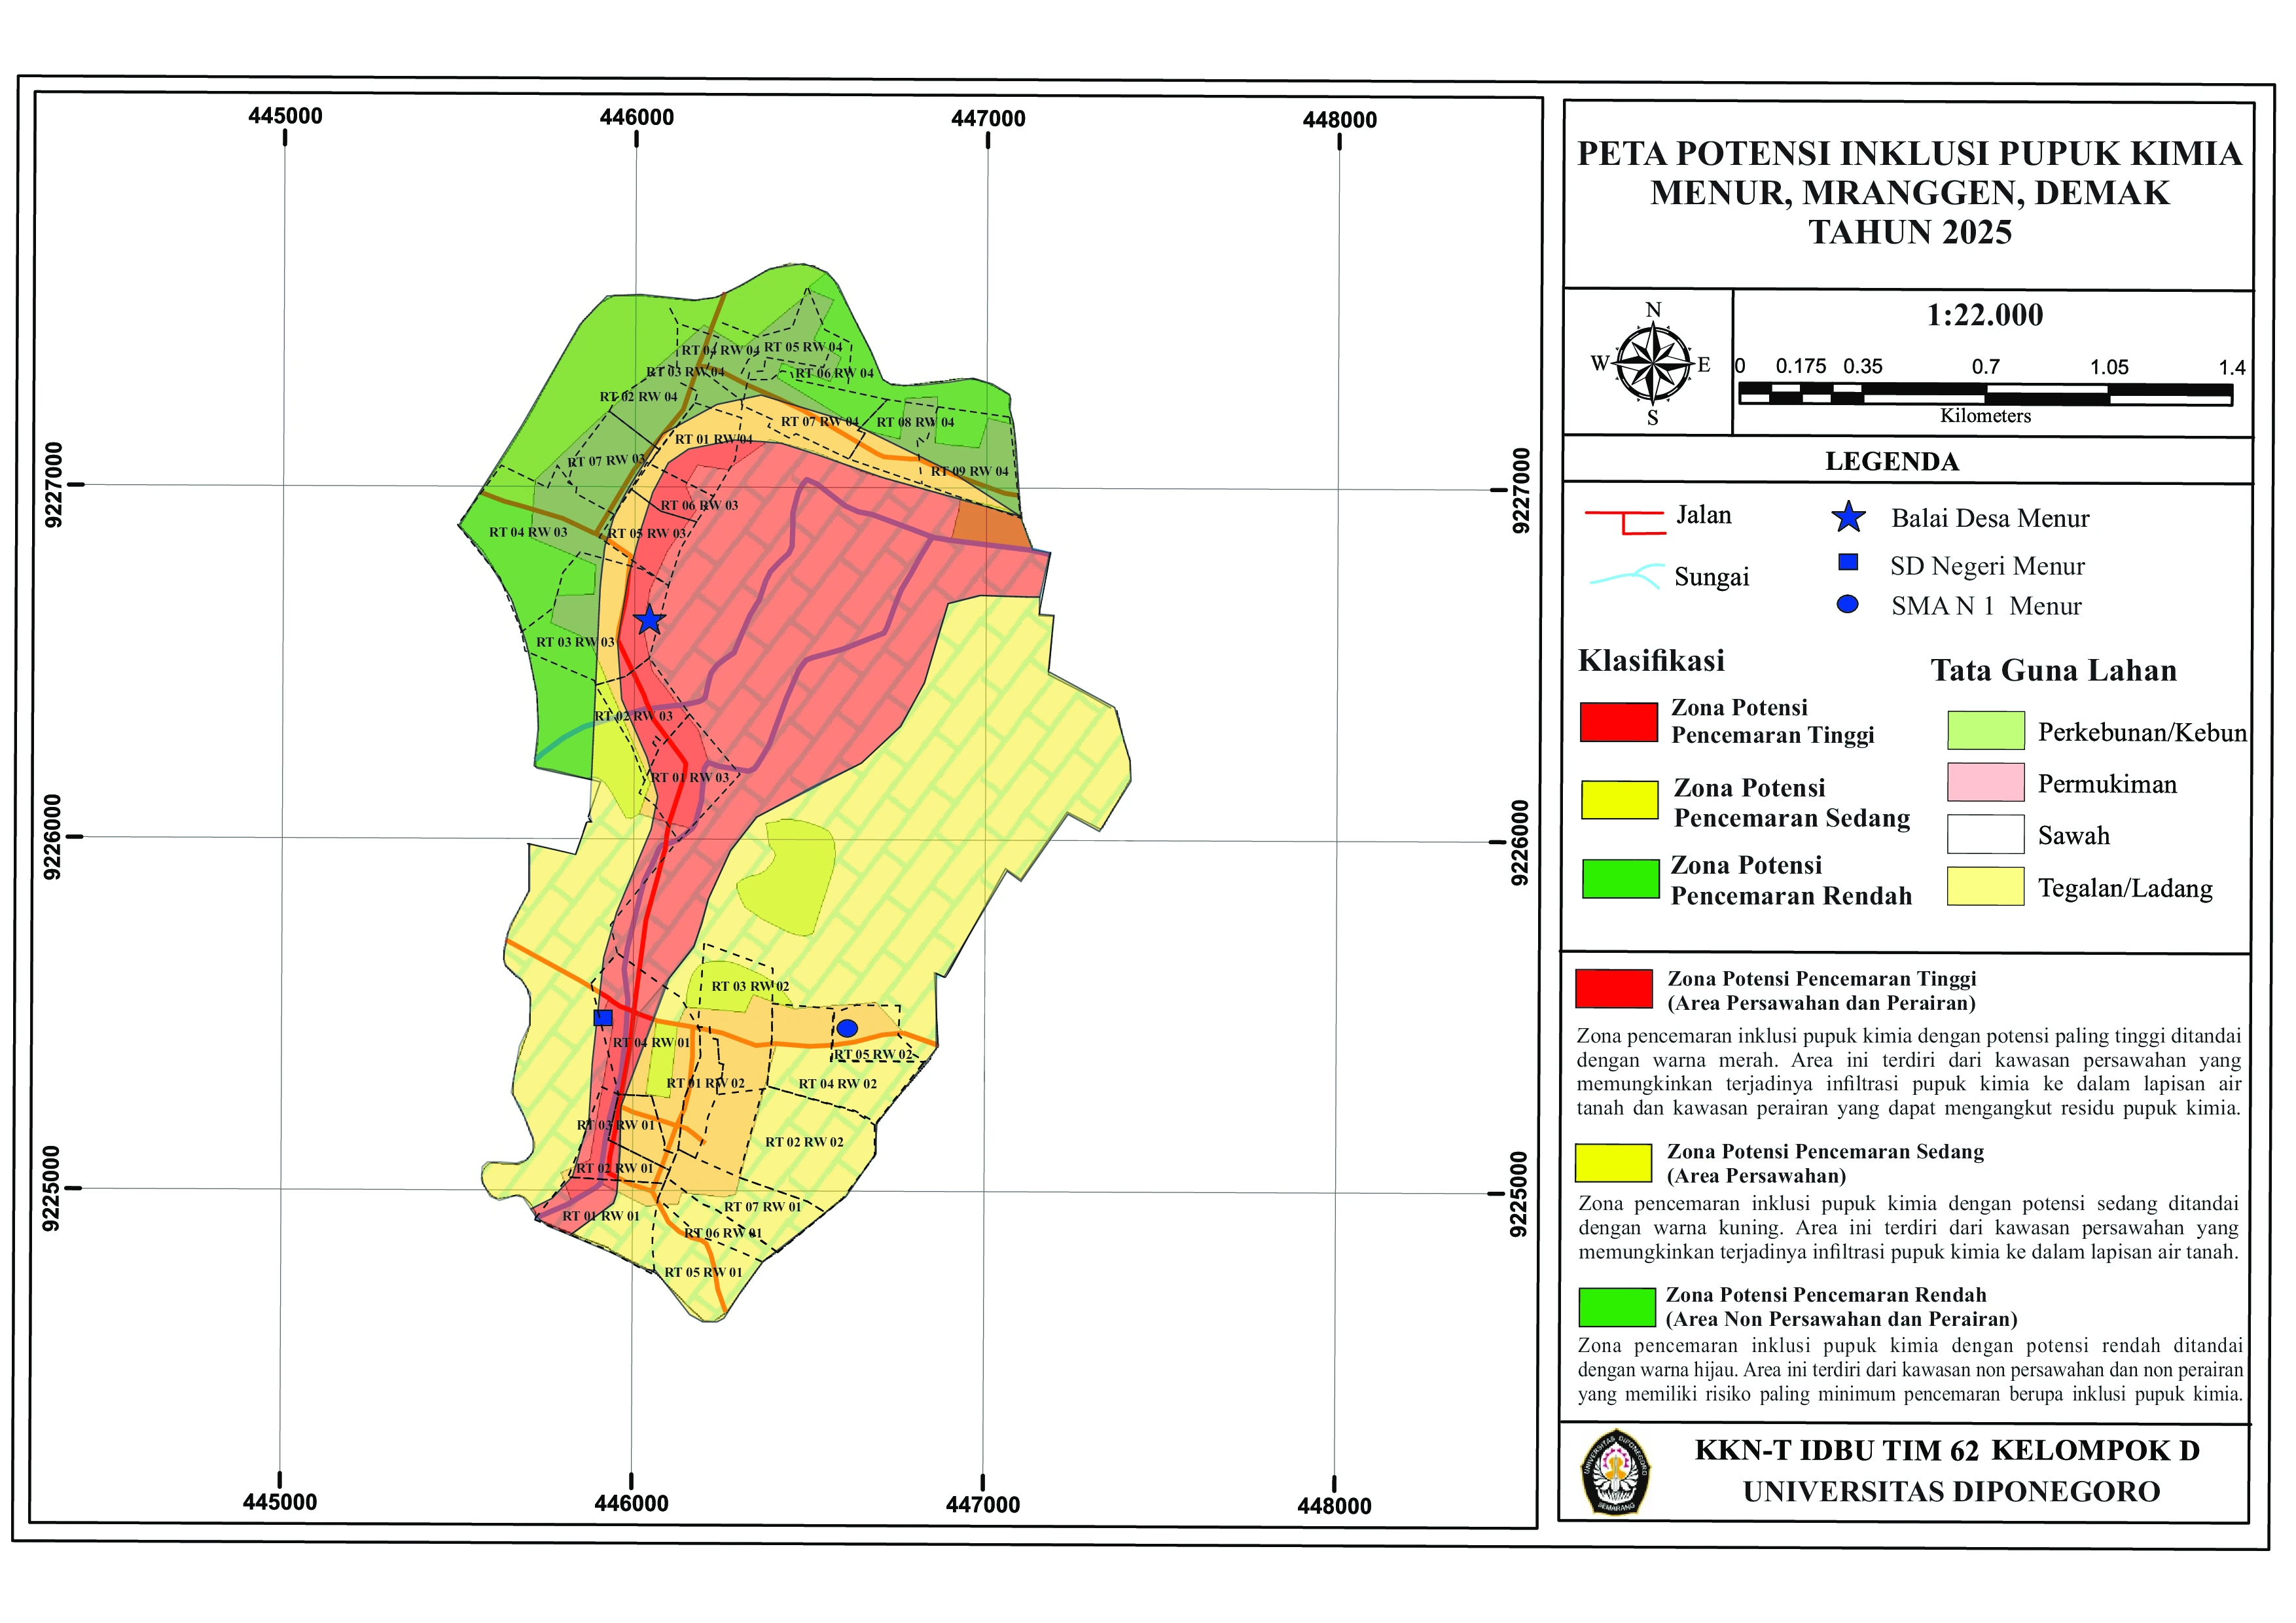 445000
446000
447000
448000
9227000
9226000
9225000
9227000
9226000
9225000
445000
446000
447000
448000
RT 04 RW 04
RT 05 RW 04
RT 03 RW 04
RT 06 RW 04
RT 02 RW 04
RT 07 RW 04
RT 08 RW 04
RT 01 RW 04
RT 07 RW 03
RT 09 RW 04
RT 06 RW 03
RT 04 RW 03
RT 05 RW 03
RT 03 RW 03
RT 02 RW 03
RT 01 RW 03
RT 03 RW 02
RT 04 RW 01
RT 05 RW 02
RT 01 RW 02
RT 04 RW 02
RT 03 RW 01
RT 02 RW 02
RT 02 RW 01
RT 07 RW 01
RT 01 RW 01
RT 06 RW 01
RT 05 RW 01
PETA POTENSI INKLUSI PUPUK KIMIA
MENUR, MRANGGEN, DEMAK
TAHUN 2025
N
W
E
S
1:22.000
0 0.175 0.35 0.7 1.05 1.4
Kilometers
LEGENDA
Jalan
Sungai
Balai Desa Menur
SD Negeri Menur
SMA N 1 Menur
Klasifikasi
Zona Potensi
Pencemaran Tinggi
Zona Potensi
Pencemaran Sedang
Zona Potensi
Pencemaran Rendah
Tata Guna Lahan
Perkebunan/Kebun
Permukiman
Sawah
Tegalan/Ladang
Zona Potensi Pencemaran Tinggi
(Area Persawahan dan Perairan)
Zona pencemaran inklusi pupuk kimia dengan potensi paling tinggi ditandai
dengan warna merah. Area ini terdiri dari kawasan persawahan yang
memungkinkan terjadinya infiltrasi pupuk kimia ke dalam lapisan air
tanah dan kawasan perairan yang dapat mengangkut residu pupuk kimia.
Zona Potensi Pencemaran Sedang
(Area Persawahan)
Zona pencemaran inklusi pupuk kimia dengan potensi sedang ditandai
dengan warna kuning. Area ini terdiri dari kawasan persawahan yang
memungkinkan terjadinya infiltrasi pupuk kimia ke dalam lapisan air tanah.
Zona Potensi Pencemaran Rendah
(Area Non Persawahan dan Perairan)
Zona pencemaran inklusi pupuk kimia dengan potensi rendah ditandai
dengan warna hijau. Area ini terdiri dari kawasan non persawahan dan non perairan
yang memiliki risiko paling minimum pencemaran berupa inklusi pupuk kimia.
UNIVERSITAS DIPONEGORO
SEMARANG
KKN-T IDBU TIM 62 KELOMPOK D
UNIVERSITAS DIPONEGORO